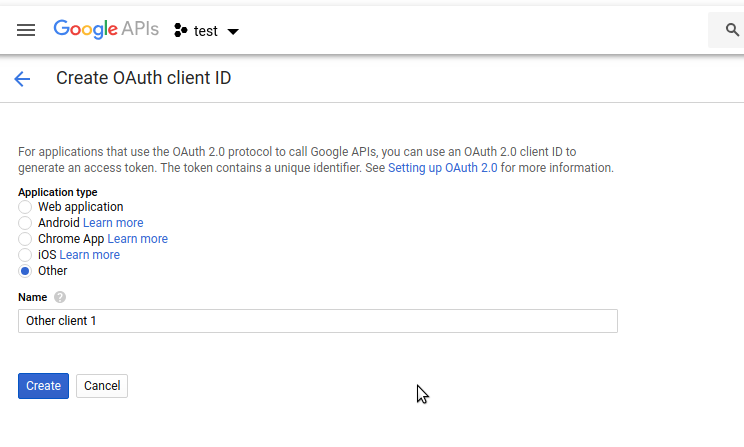 Google APIs test
Create OAuth client ID
For applications that use the OAuth 2.0 protocol to call Google APIs, you can use an OAuth 2.0 client ID to
generate an access token. The token contains a unique identifier. See Setting up OAuth 2.0 for more information.
Application type
Web application
Android Learn more
Chrome App Learn more
iOS Learn more
Other
Name ?
Other client 1
Create Cancel